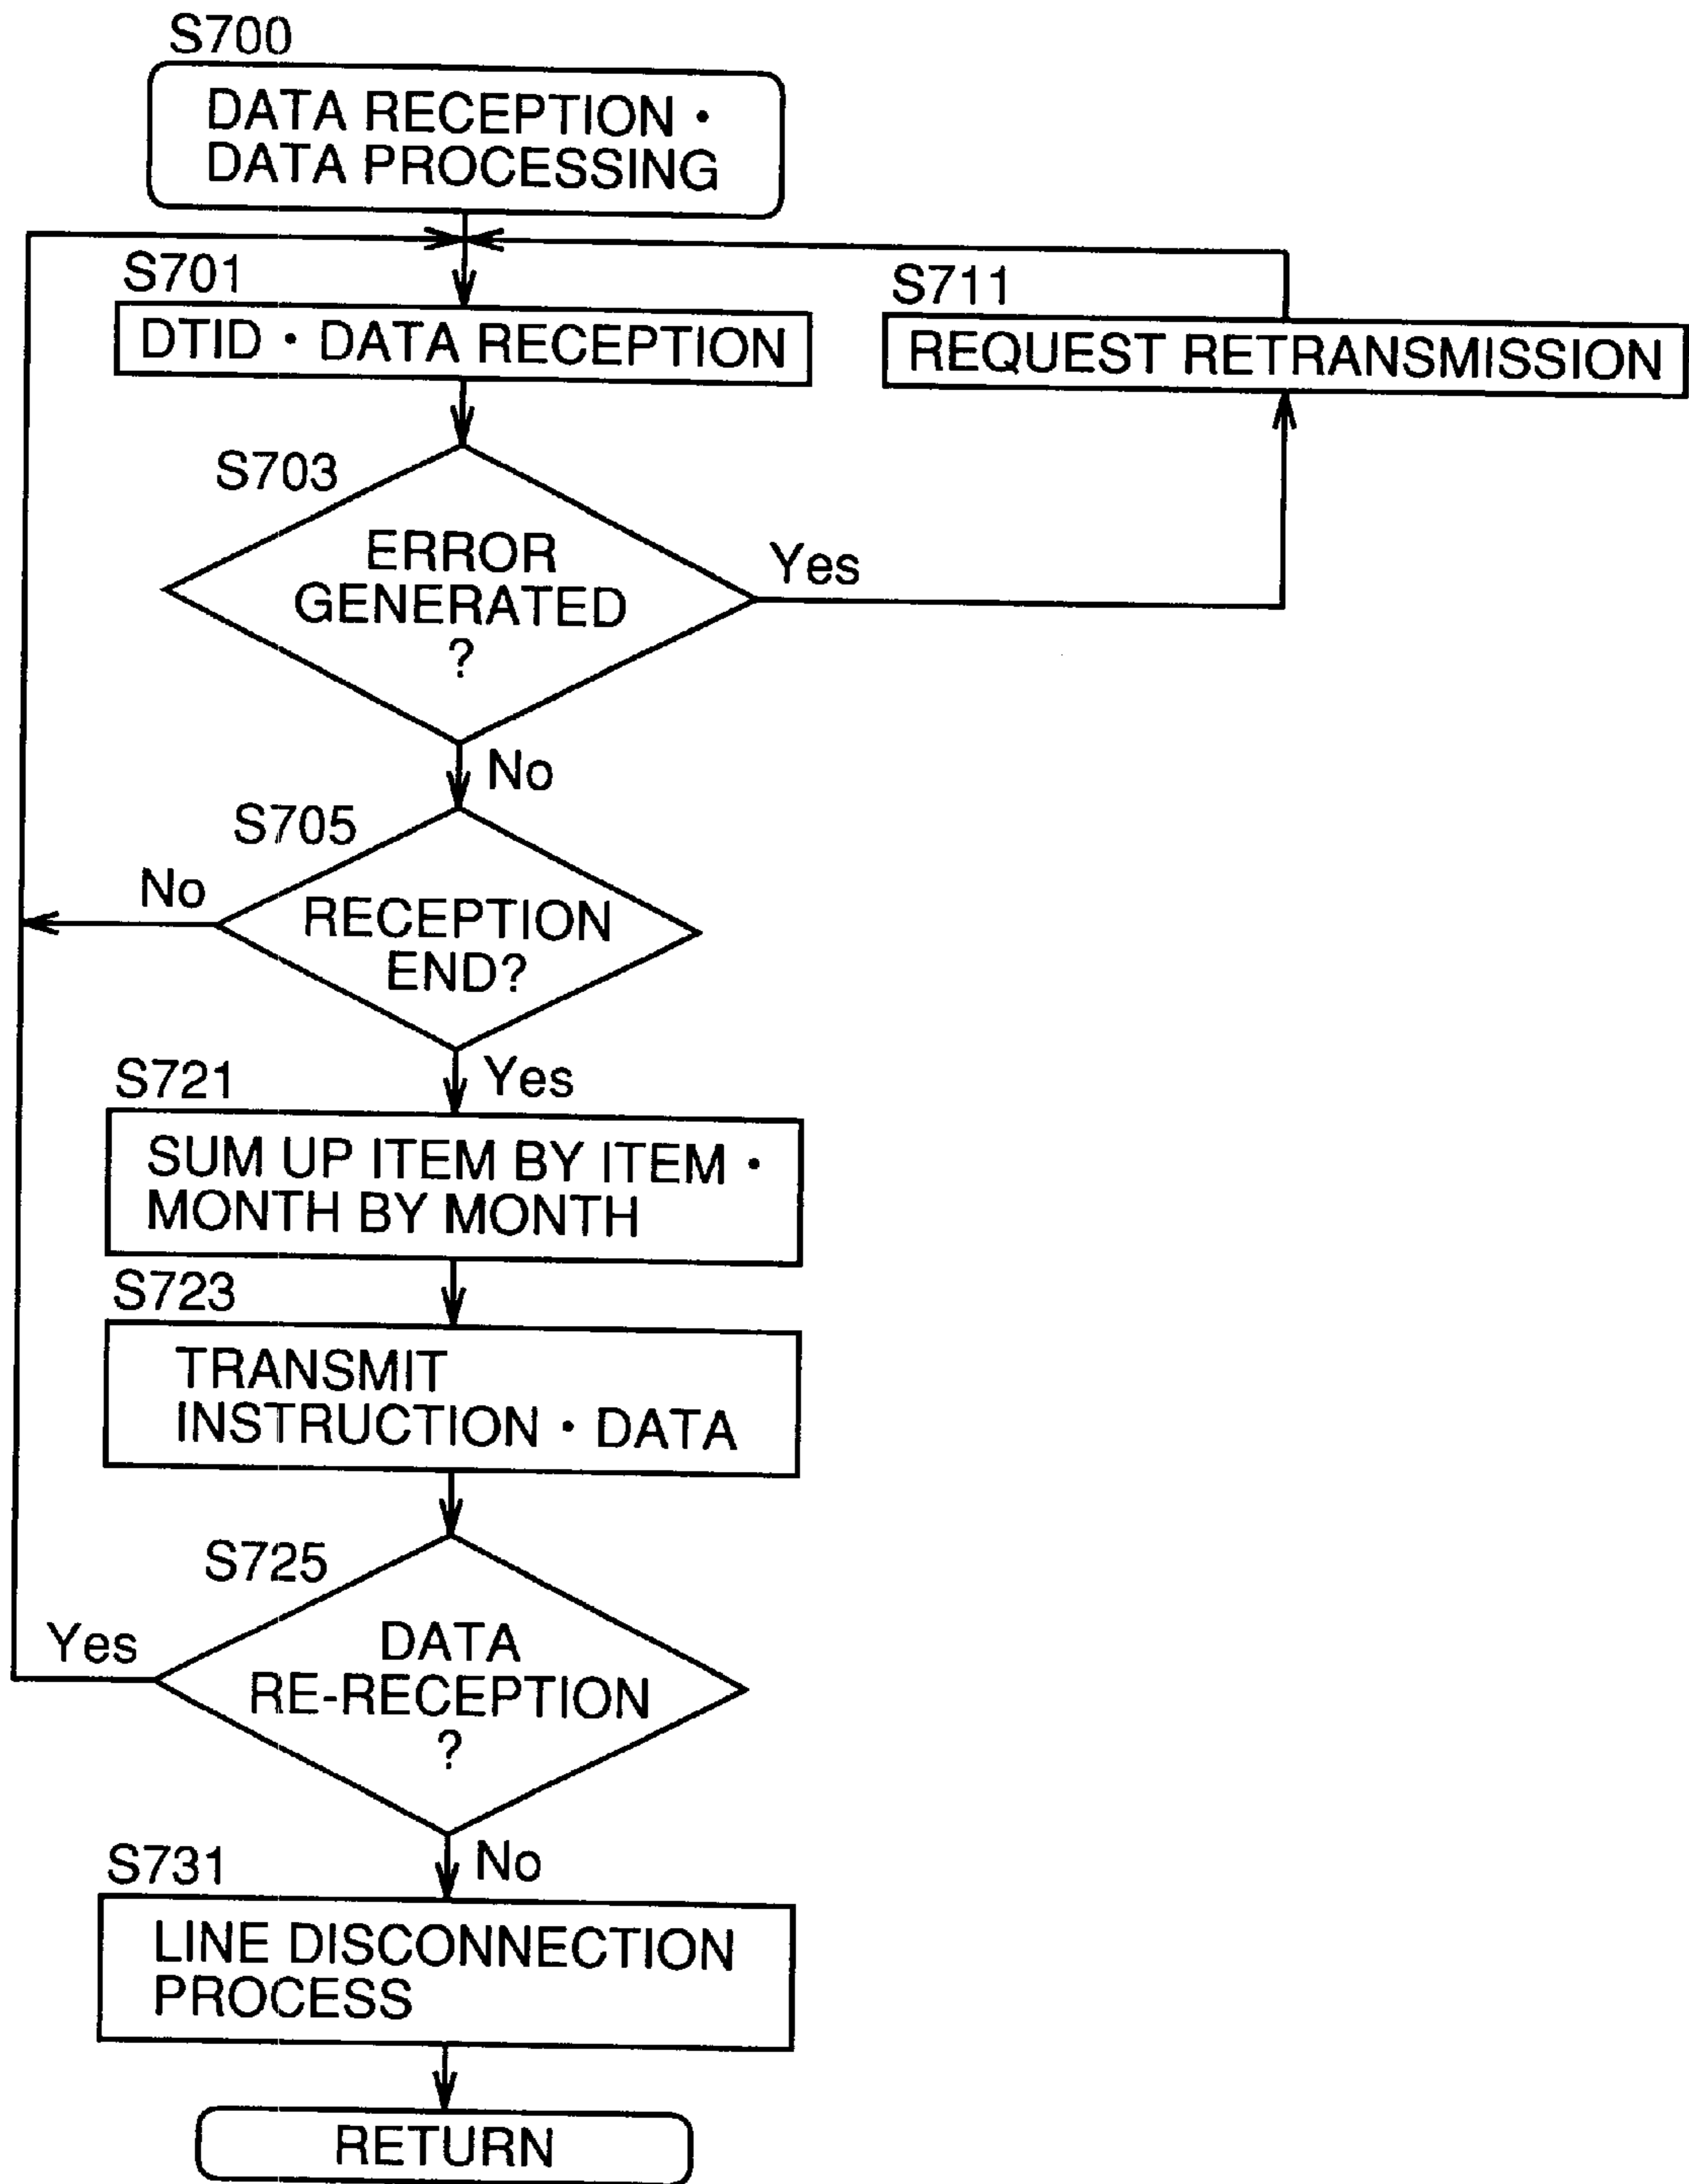 S700
DATA RECEPTION・
DATA PROCESSING
S701
DTID・DATA RECEPTION
S711
REQUEST RETRANSMISSION
S703
ERROR
GENERATED
?
Yes
No
S705
No
RECEPTION
END?
Yes
S721
SUM UP ITEM BY ITEM・
MONTH BY MONTH
S723
TRANSMIT
INSTRUCTION・DATA
S725
Yes
DATA
RE-RECEPTION
?
No
S731
LINE DISCONNECTION
PROCESS
RETURN